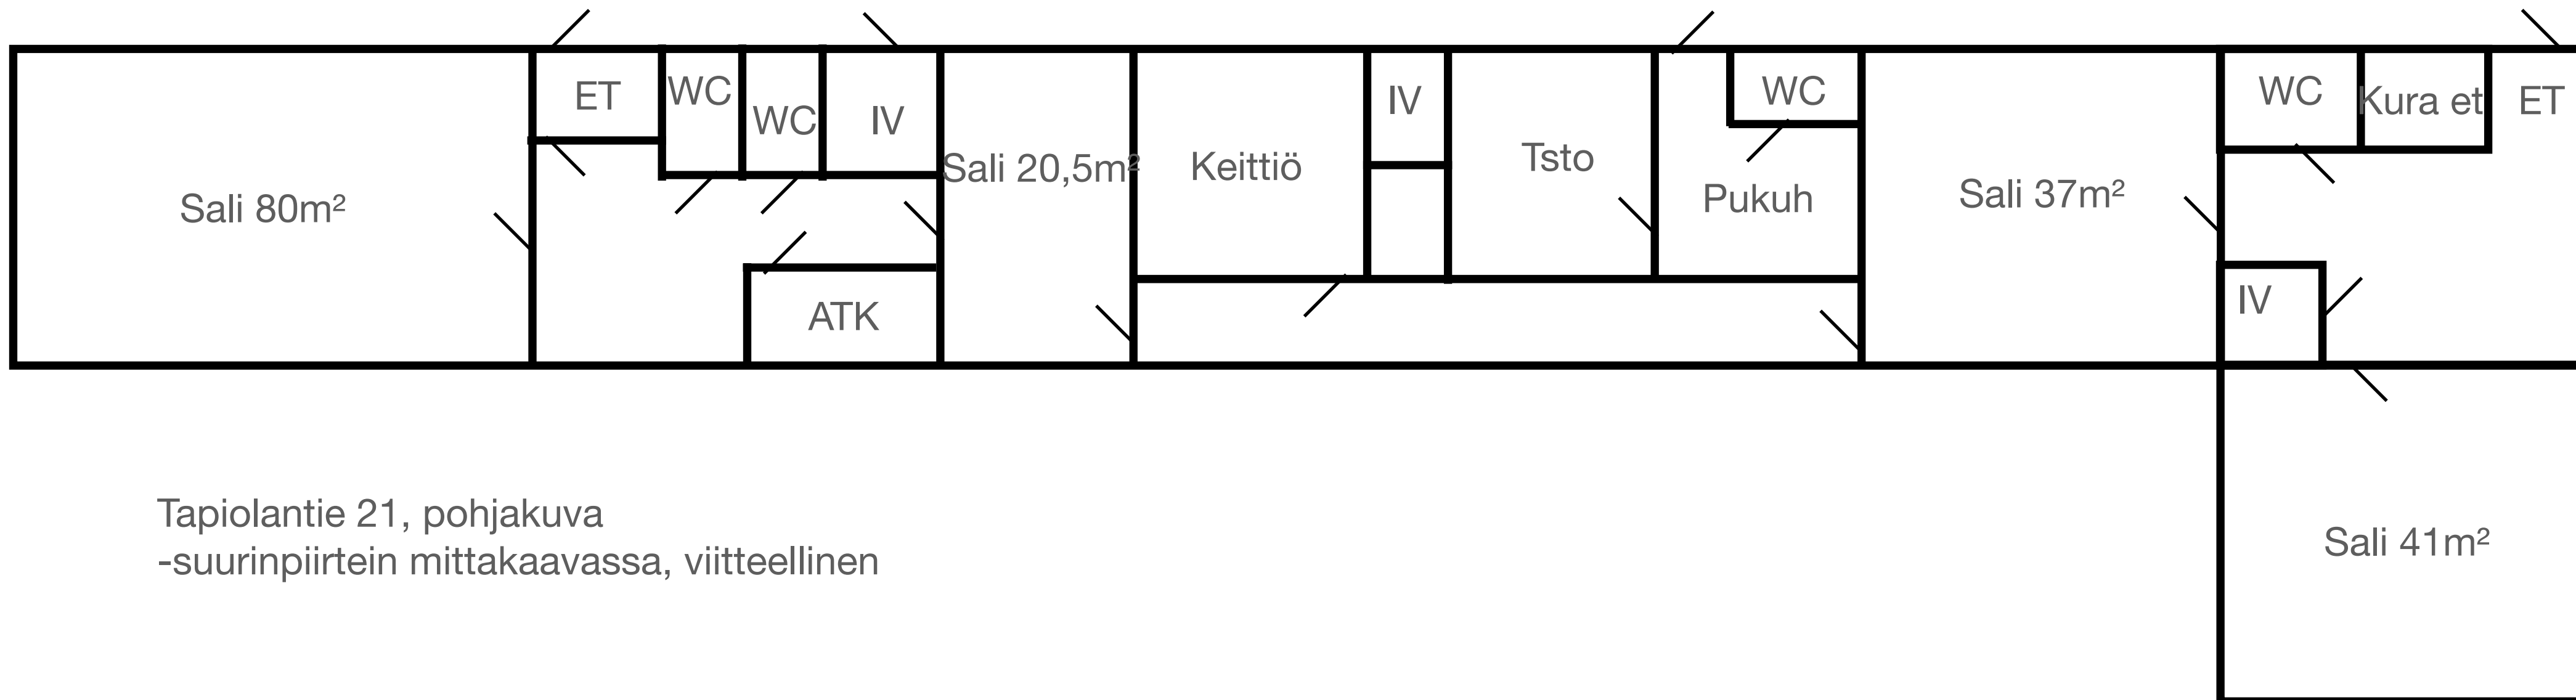 ET
WC
WC
IV
Sali 80m²
ATK
Sali 20,5m²
Keittiö
IV
Tsto
WC
Pukuh
Sali 37m²
WC
Kura et
ET
IV
Sali 41m²
Tapiolantie 21, pohjakuva
-suurinpiirtein mittakaavassa, viitteellinen